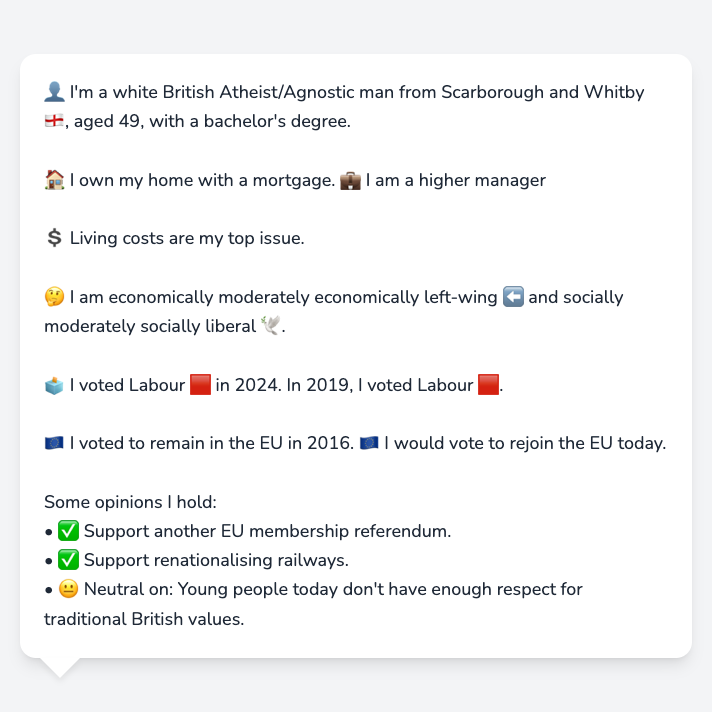 👤 I'm a white British Atheist/Agnostic man from Scarborough and Whitby
🏴󠁧󠁢󠁥󠁮󠁧󠁿, aged 49, with a bachelor's degree.
🏠 I own my home with a mortgage. 💼 I am a higher manager
💲 Living costs are my top issue.
🤔 I am economically moderately economically left-wing ⬅️ and socially
moderately socially liberal 🕊️.
🗳️ I voted Labour 🟥 in 2024. In 2019, I voted Labour 🟥.
🇪🇺 I voted to remain in the EU in 2016. 🇪🇺 I would vote to rejoin the EU today.
Some opinions I hold:
• ✅ Support another EU membership referendum.
• ✅ Support renationalising railways.
• 😐 Neutral on: Young people today don't have enough respect for
traditional British values.